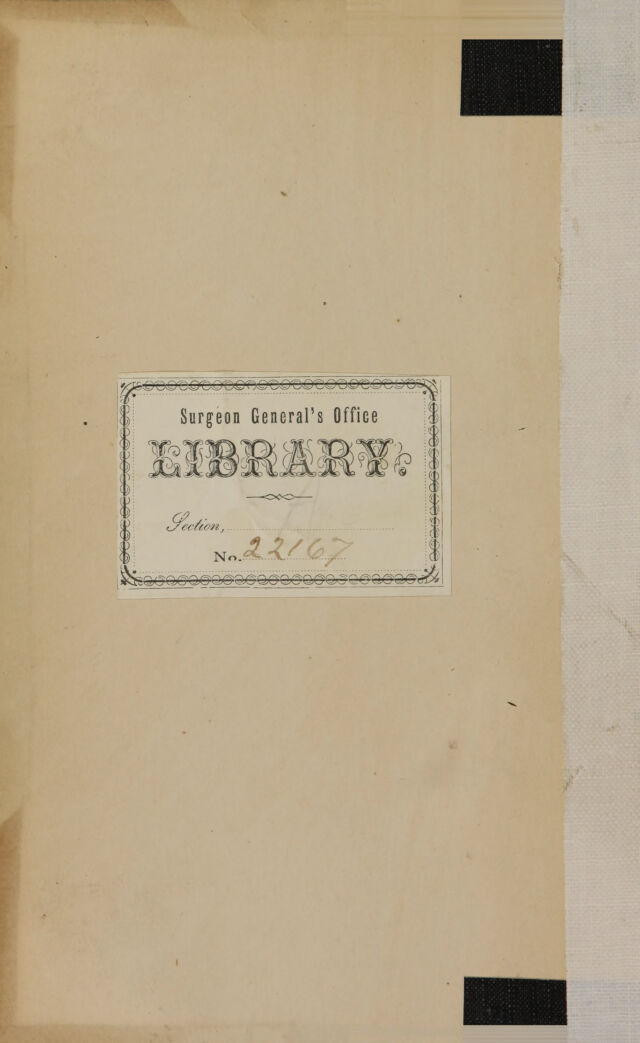 Surgeon General's Office
LIBRARY.
Section,
No. 22167